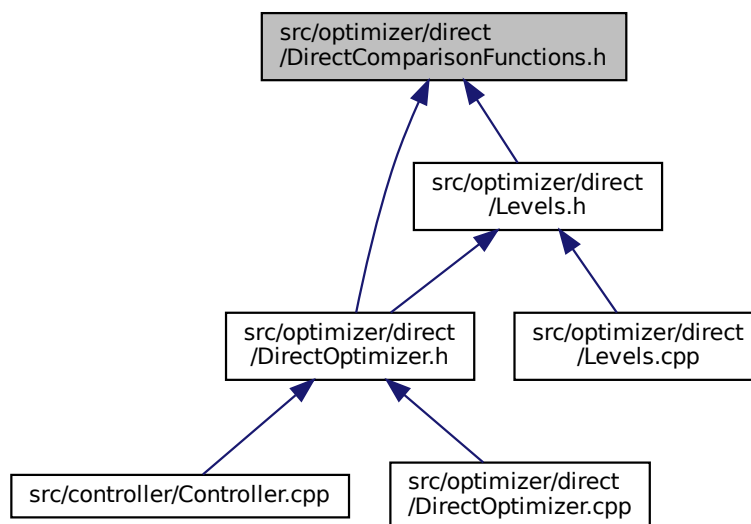 src/optimizer/direct
/DirectComparisonFunctions.h
src/optimizer/direct
/Levels.h
src/optimizer/direct
/DirectOptimizer.h
src/optimizer/direct
/Levels.cpp
src/controller/Controller.cpp
src/optimizer/direct
/DirectOptimizer.cpp